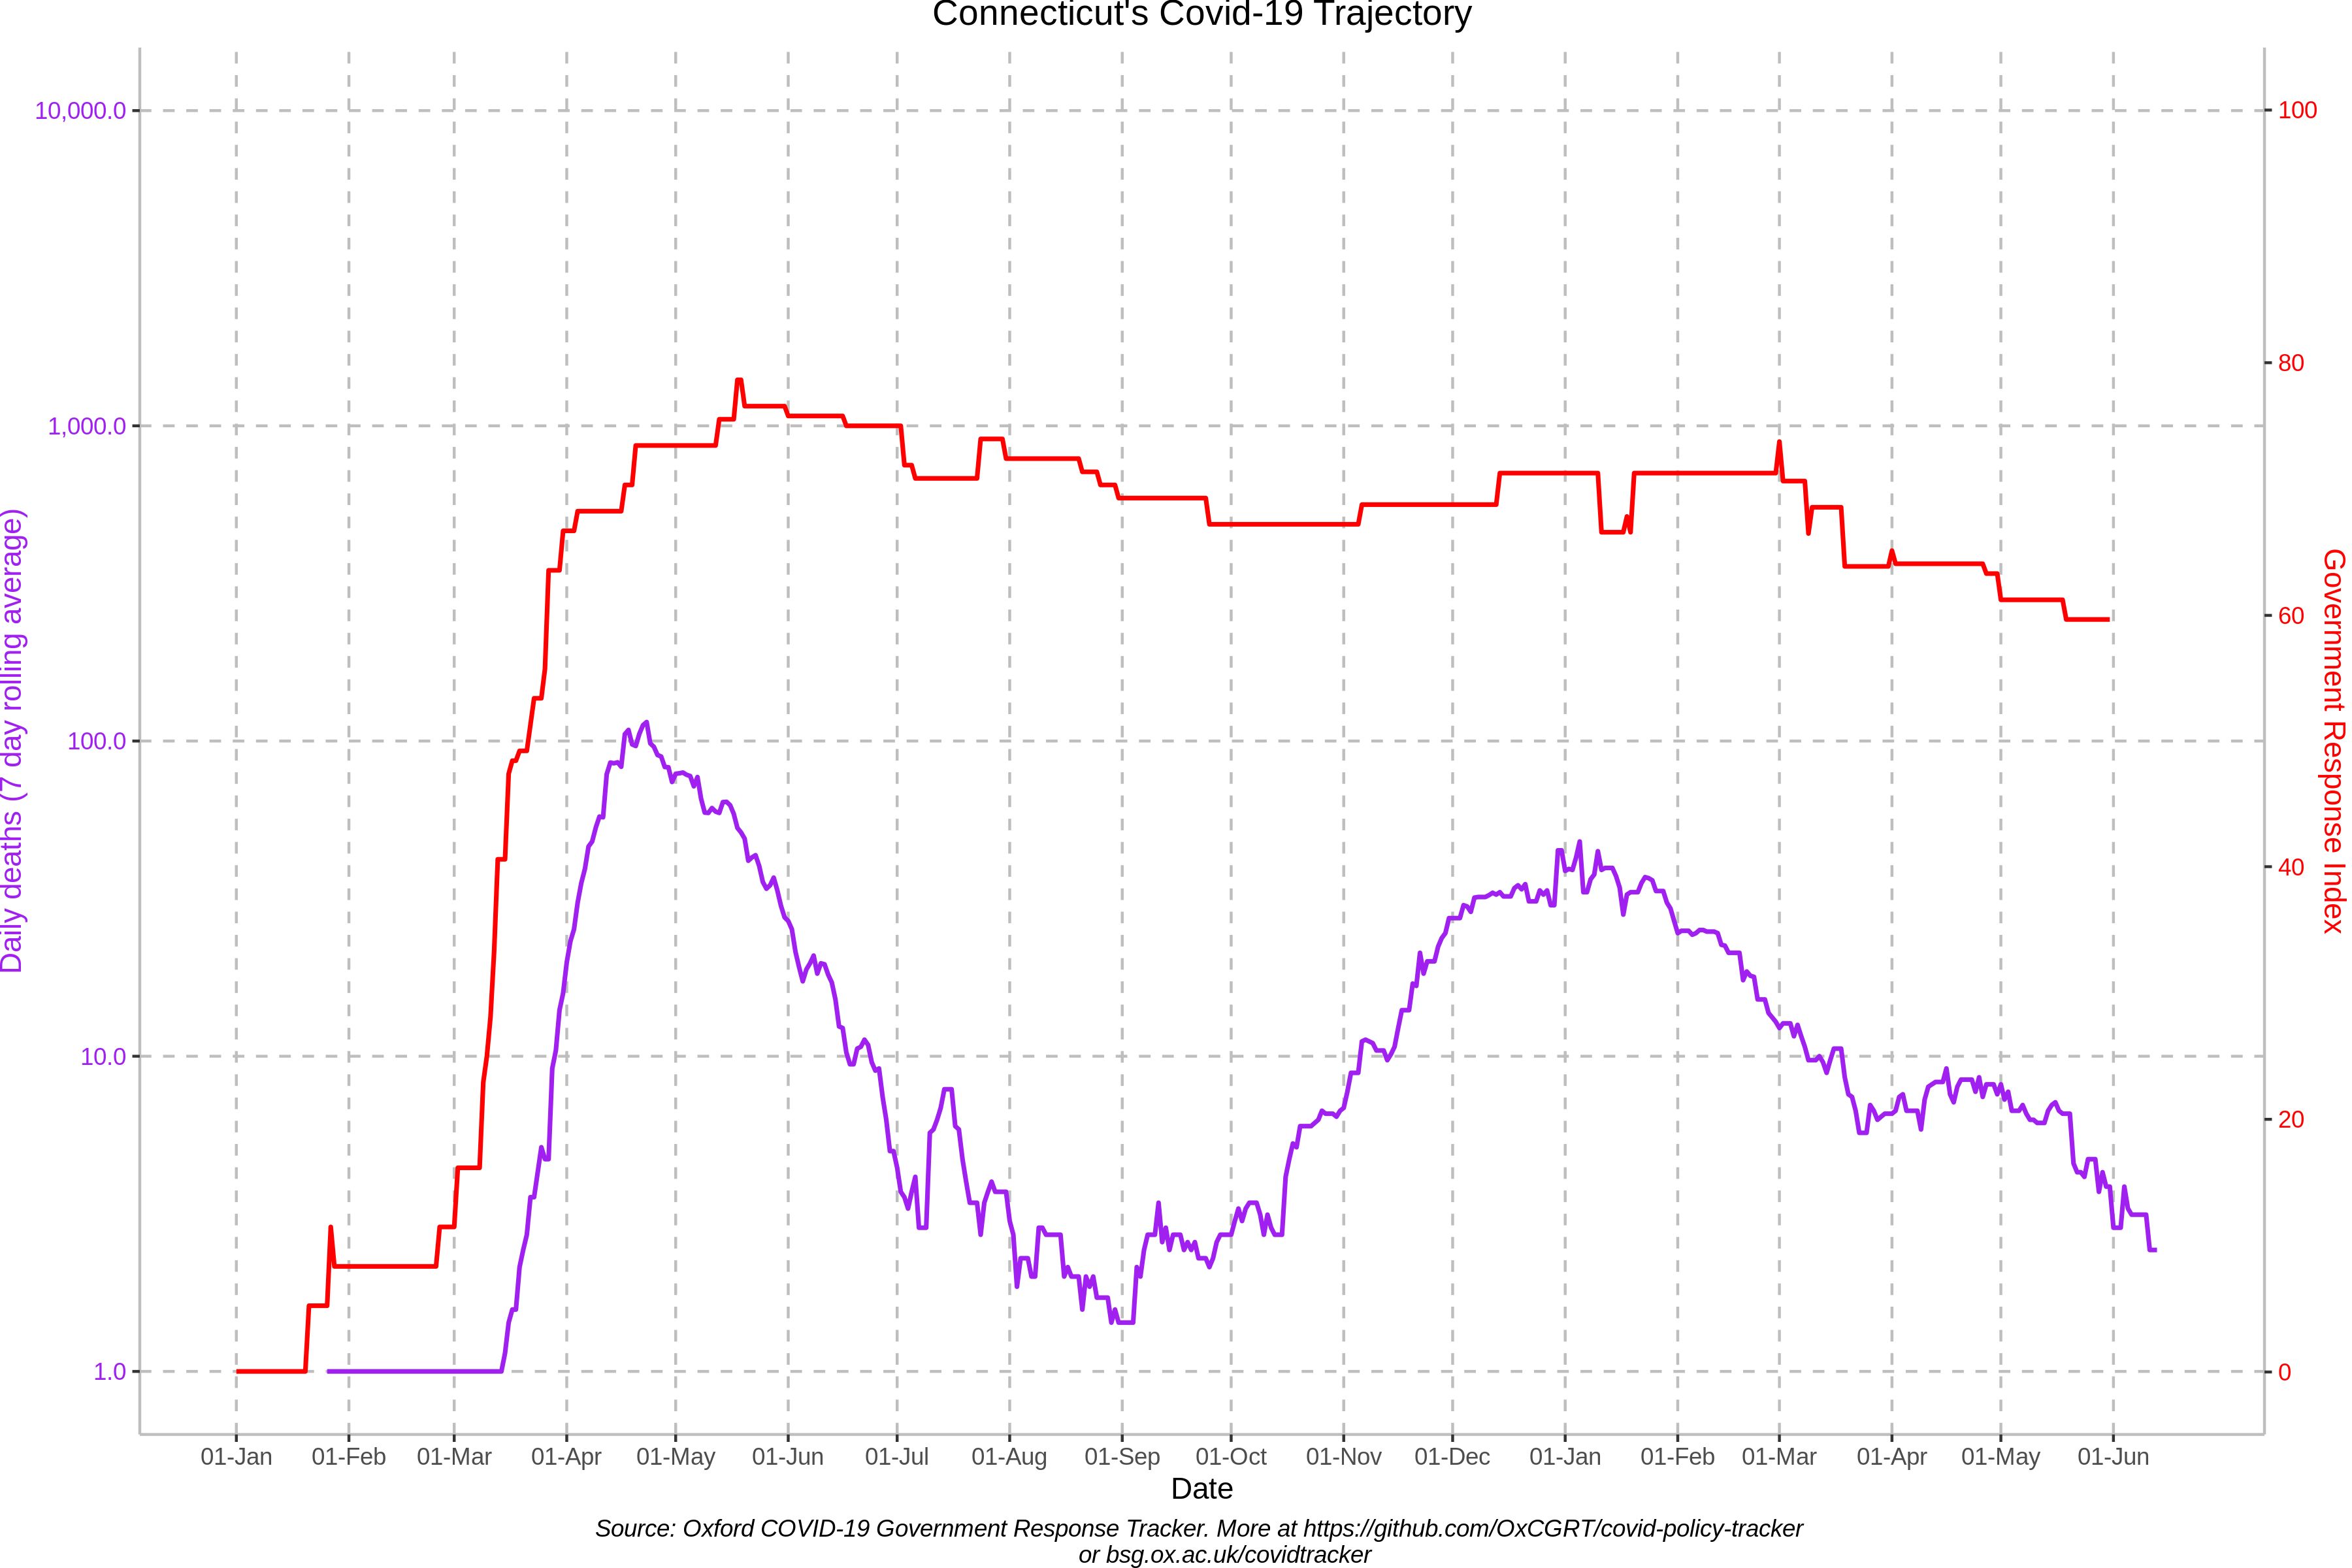 Connecticut's Covid-19 Trajectory
10,000.0
1,000.0
100.0
10.0
1.0
Daily deaths (7 day rolling average)
100
80
60
40
20
0
Government Response Index
01-Jan 01-Feb 01-Mar 01-Apr 01-May 01-Jun 01-Jul 01-Aug 01-Sep 01-Oct 01-Nov 01-Dec 01-Jan 01-Feb 01-Mar 01-Apr 01-May 01-Jun
Date
Source: Oxford COVID-19 Government Response Tracker. More at https://github.com/OxCGRT/covid-policy-tracker
or bsg.ox.ac.uk/covidtracker